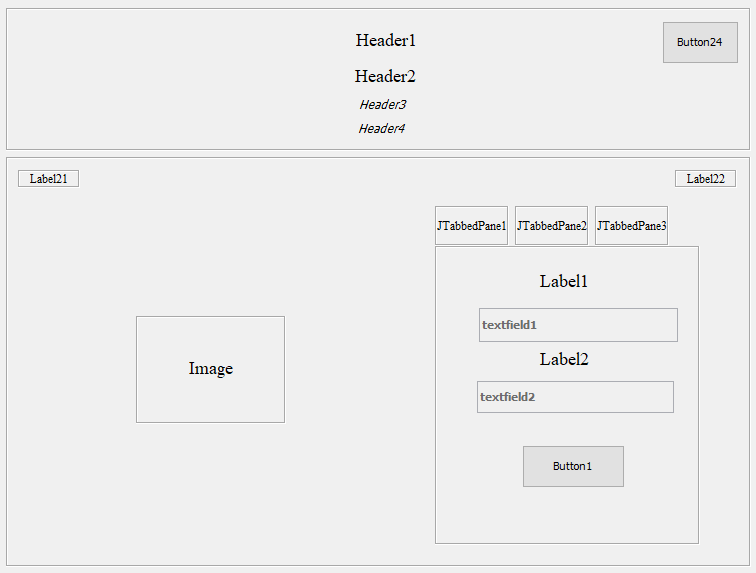 Header1
Button24
Header2
Header3
Header4
Label21
Label22
JTabbedPane1 JTabbedPane2 JTabbedPane3
Label1
textfield1
Label2
Image
textfield2
Button1